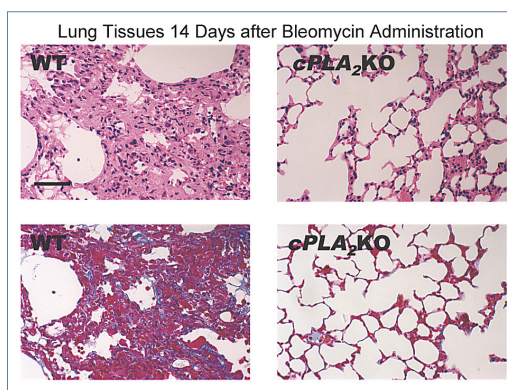 Lung Tissues 14 Days after Bleomycin Administration
WT
cPLA₂KO
WT
cPLA₂KO